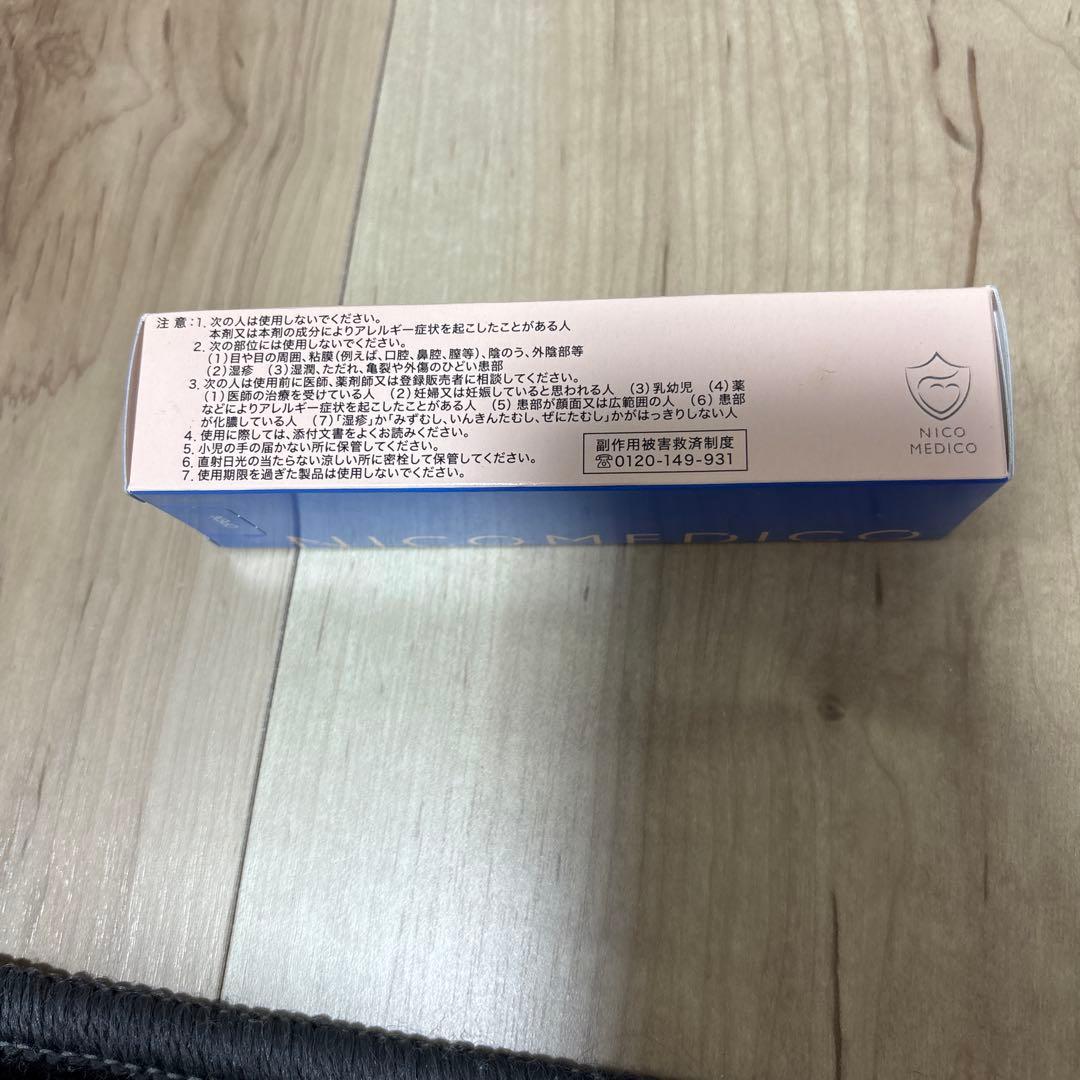 注意：1. 次の人は使用しないでください。
本剤又は本剤の成分によりアレルギー症状を起こしたことがある人
2. 次の部位には使用しないでください。
(1)目や目の周囲、粘膜(例えば、口腔、鼻腔、膣等)、陰のう、外陰部等
(2)湿疹 (3)湿潤、ただれ、亀裂や外傷のひどい患部
3. 次の人は使用前に医師、薬剤師又は登録販売者に相談してください。
(1)医師の治療を受けている人 (2)妊婦又は妊娠していると思われる人 (3)乳幼児 (4)薬
などによりアレルギー症状を起こしたことがある人 (5)患部が顔面又は広範囲の人 (6)患部
が化膿している人 (7)「湿疹」か「みずむし、いんきんたむし、ぜにたむし」かがはっきりしない人
4. 使用に際しては、添付文書をよくお読みください。
5. 小児の手の届かない所に保管してください。
6. 直射日光の当たらない涼しい所に密栓して保管してください。
7. 使用期限を過ぎた製品は使用しないでください。
副作用被害救済制度
☎0120-149-931
NICO
MEDICO
NICOMEDICO